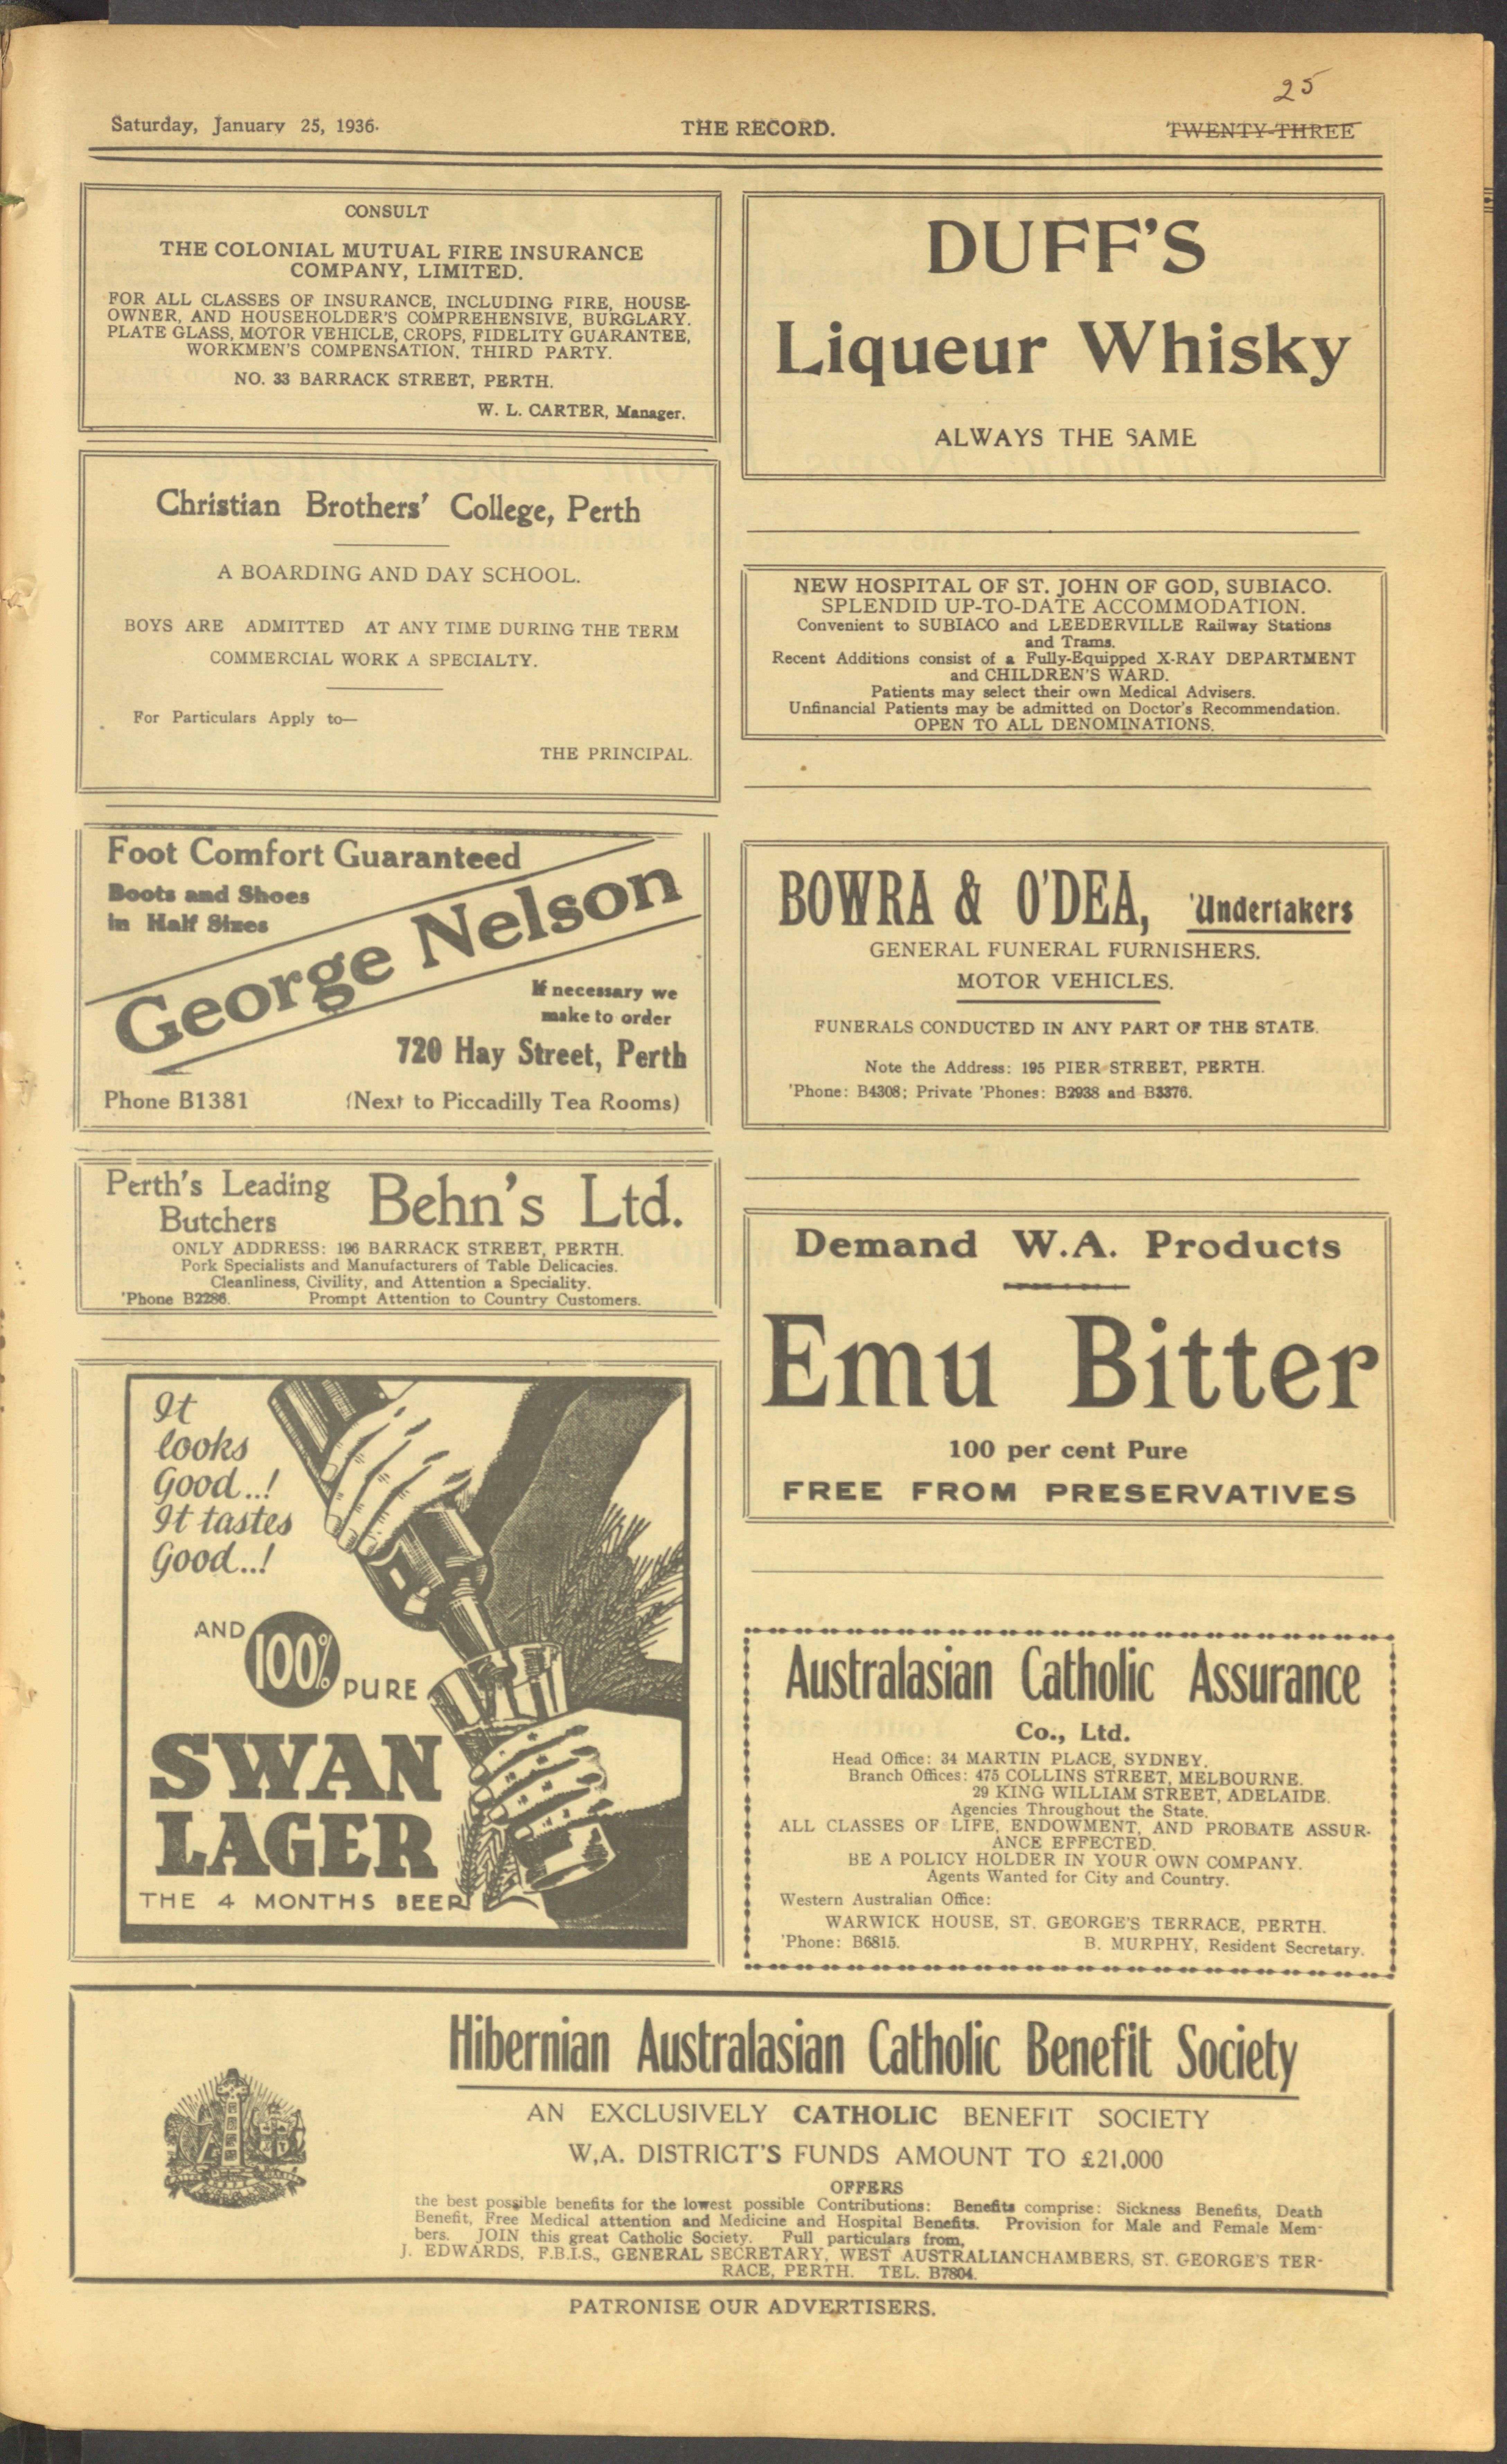 25
Saturday, January 25, 1936.
THE RECORD.
TWENTY-THREE
CONSULT
THE COLONIAL MUTUAL FIRE INSURANCE
COMPANY, LIMITED.
FOR ALL CLASSES OF INSURANCE, INCLUDING FIRE, HOUSE-
OWNER, AND HOUSEHOLDER'S COMPREHENSIVE, BURGLARY.
PLATE GLASS, MOTOR VEHICLE, CROPS, FIDELITY GUARANTEE,
WORKMEN'S COMPENSATION. THIRD PARTY.
NO. 33 BARRACK STREET, PERTH.
W. L. CARTER, Manager.
Christian Brothers' College, Perth
A BOARDING AND DAY SCHOOL.
BOYS ARE ADMITTED AT ANY TIME DURING THE TERM
COMMERCIAL WORK A SPECIALTY.
For Particulars Apply to—
THE PRINCIPAL.
Foot Comfort Guaranteed
Boots and Shoes
in Half Sizes
George Nelson
If necessary we
make to order
720 Hay Street, Perth
Phone B1381 (Next to Piccadilly Tea Rooms)
Perth's Leading
Butchers
Behn's Ltd.
ONLY ADDRESS: 196 BARRACK STREET, PERTH.
Pork Specialists and Manufacturers of Table Delicacies.
Cleanliness, Civility, and Attention a Speciality.
'Phone B2286. Prompt Attention to Country Customers.
It
looks
Good..!
It tastes
Good..!
AND
100%
PURE
SWAN
LAGER
THE 4 MONTHS BEER
DUFF'S
Liqueur Whisky
ALWAYS THE SAME
NEW HOSPITAL OF ST. JOHN OF GOD, SUBIACO.
SPLENDID UP-TO-DATE ACCOMMODATION.
Convenient to SUBIACO and LEEDERVILLE Railway Stations
and Trams.
Recent Additions consist of a Fully-Equipped X-RAY DEPARTMENT
and CHILDREN'S WARD.
Patients may select their own Medical Advisers.
Unfinancial Patients may be admitted on Doctor's Recommendation.
OPEN TO ALL DENOMINATIONS.
BOWRA & O'DEA, 'Undertakers
GENERAL FUNERAL FURNISHERS.
MOTOR VEHICLES.
FUNERALS CONDUCTED IN ANY PART OF THE STATE.
Note the Address: 195 PIER STREET, PERTH.
'Phone: B4308; Private 'Phones: B2938 and B3376.
Demand W.A. Products
Emu Bitter
100 per cent Pure
FREE FROM PRESERVATIVES
Australasian Catholic Assurance
Co., Ltd.
Head Office: 34 MARTIN PLACE, SYDNEY.
Branch Offices: 475 COLLINS STREET, MELBOURNE.
29 KING WILLIAM STREET, ADELAIDE.
Agencies Throughout the State.
ALL CLASSES OF LIFE, ENDOWMENT, AND PROBATE ASSUR-
ANCE EFFECTED.
BE A POLICY HOLDER IN YOUR OWN COMPANY.
Agents Wanted for City and Country.
Western Australian Office:
WARWICK HOUSE, ST. GEORGE'S TERRACE, PERTH.
'Phone: B6815. B. MURPHY, Resident Secretary.
Hibernian Australasian Catholic Benefit Society
AN EXCLUSIVELY CATHOLIC BENEFIT SOCIETY
W,A. DISTRICT'S FUNDS AMOUNT TO £21,000
OFFERS
the best possible benefits for the lowest possible Contributions: Benefits comprise: Sickness Benefits, Death
Benefit, Free Medical attention and Medicine and Hospital Benefits. Provision for Male and Female Mem-
bers. JOIN this great Catholic Society. Full particulars from,
J. EDWARDS, F.B.I.S., GENERAL SECRETARY, WEST AUSTRALIANCHAMBERS, ST. GEORGE'S TER-
RACE, PERTH. TEL. B7804.
PATRONISE OUR ADVERTISERS.